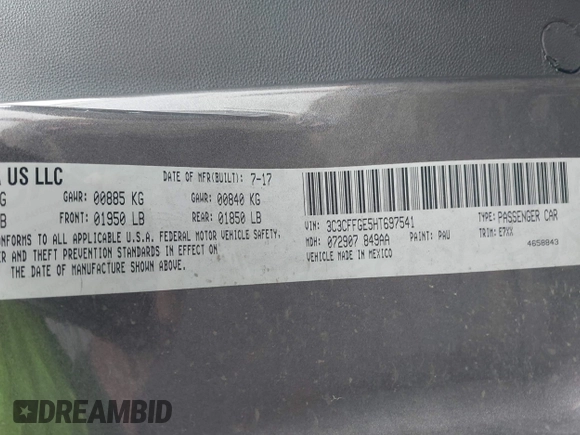 US LLC
DATE OF MFR(BUILT): 7-17
G GAWR: 00885 KG GAWR: 00840 KG
B FRONT: 01950 LB REAR: 01850 LB
ONFORMS TO ALL APPLICABLE U.S.A. FEDERAL MOTOR VEHICLE SAFETY.
ER AND THEFT PREVENTION STANDARDS IN EFFECT ON
THE DATE OF MANUFACTURE SHOWN ABOVE.
VIN: 3C3CFFGE5HT697541 TYPE: PASSENGER CAR
MDH: 072907 849AA PAINT: PAU TRIM: E7XX
VEHICLE MADE IN MEXICO 4658843
DREAMBID